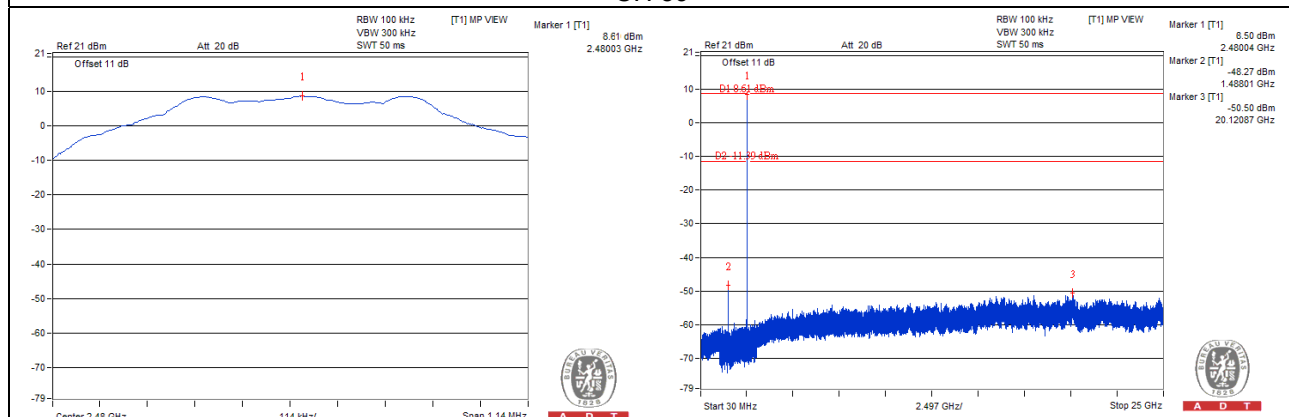 RBW 100 kHz
[T1] MP VIEW
Marker 1 [T1]
VBW 300 kHz
8.61 dBm
Ref 21 dBm
Att 20 dB
SWT 50 ms
2.48003 GHz
21
Offset 11 dB
1
10
0
-10
-20
-30
-40
-50
-60
-70
-79
Center 2.48 GHz
114 kHz/
Span 1.14 MHz
BUREAU VERITAS
1828
A D T
RBW 100 kHz
[T1] MP VIEW
Marker 1 [T1]
VBW 300 kHz
8.50 dBm
Ref 21 dBm
Att 20 dB
SWT 50 ms
2.48004 GHz
21
Marker 2 [T1]
Offset 11 dB
-48.27 dBm
1
1.48801 GHz
10
D1 8.61 dBm
Marker 3 [T1]
-50.50 dBm
20.12087 GHz
0
-10
D2 -11.39 dBm
-20
-30
-40
2
3
-50
-60
-70
-79
Start 30 MHz
2.497 GHz/
Stop 25 GHz
BUREAU VERITAS
1828
A D T